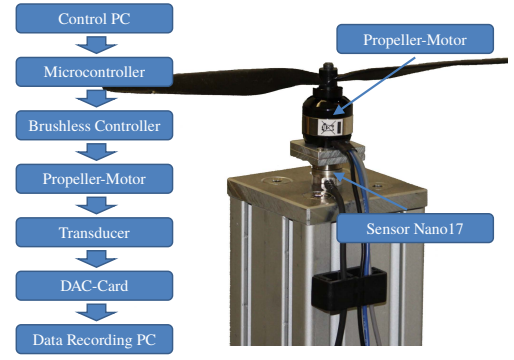 Control PC
Microcontroller
Brushless Controller
Propeller-Motor
Transducer
DAC-Card
Data Recording PC
Propeller-Motor
Sensor Nano17